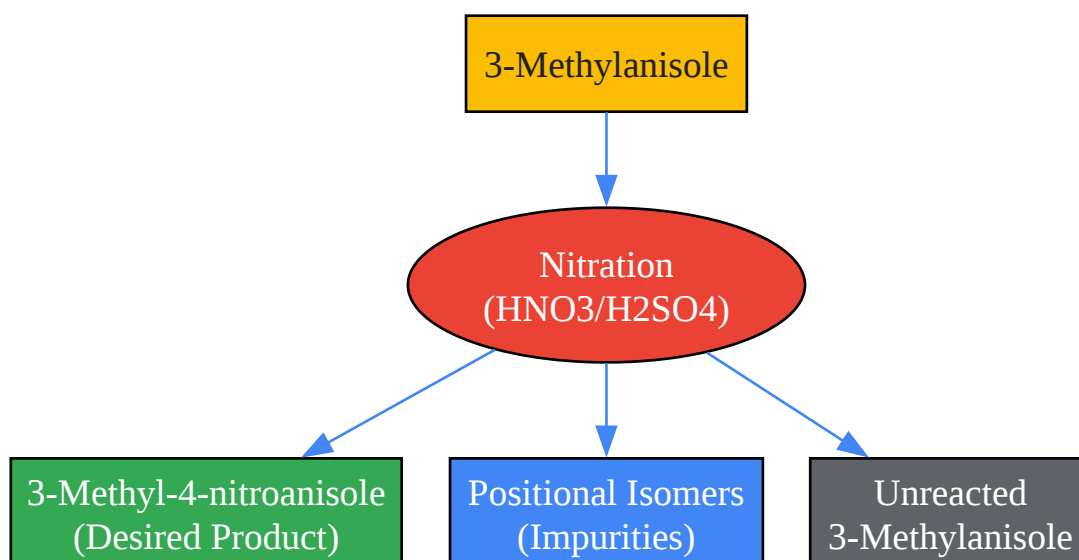 3-Methylanisole
Nitration
(HNO3/H2SO4)
3-Methyl-4-nitroanisole
(Desired Product)
Positional Isomers
(Impurities)
Unreacted
3-Methylanisole